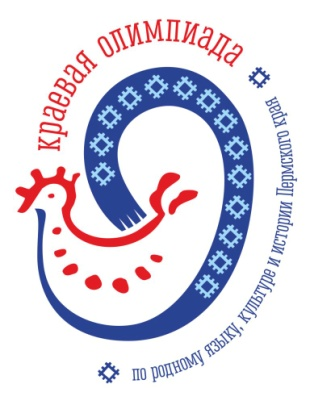 краевая олимпиада
по родному языку, культуре и истории Пермского края